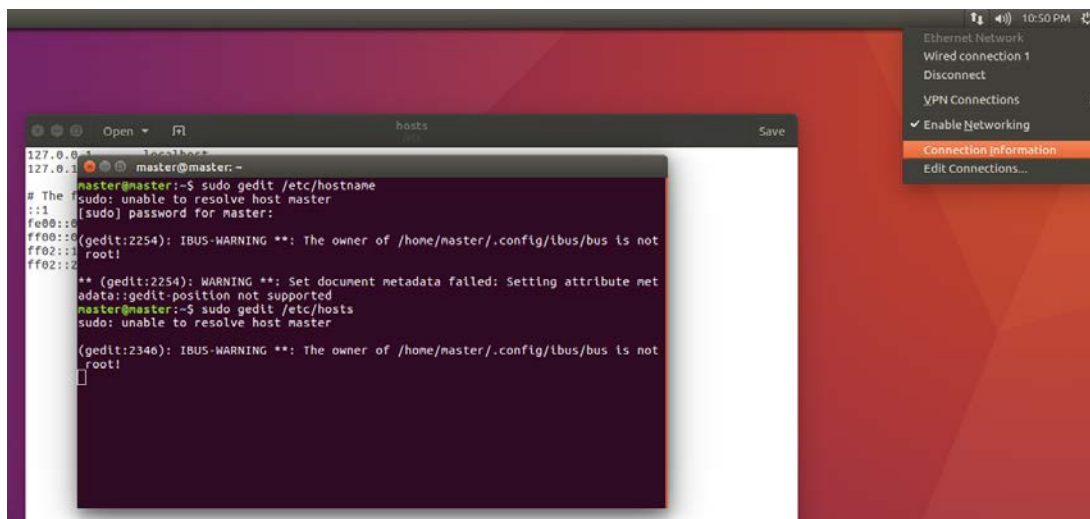 10:50 PM
Ethernet Network
Wired connection 1
Disconnect
VPN Connections
Enable Networking
Connection Information
Edit Connections...
Open
hosts
/etc
Save
127.0.0.1 localhost
127.0.1
# The f
::1
fe00::0
ff00::0
ff02::1
ff02::2
master@master: ~
master@master:~$ sudo gedit /etc/hostname
sudo: unable to resolve host master
[sudo] password for master:
(gedit:2254): IBUS-WARNING **: The owner of /home/master/.config/ibus/bus is not
root!
** (gedit:2254): WARNING **: Set document metadata failed: Setting attribute met
adata::gedit-position not supported
master@master:~$ sudo gedit /etc/hosts
sudo: unable to resolve host master
(gedit:2346): IBUS-WARNING **: The owner of /home/master/.config/ibus/bus is not
root!